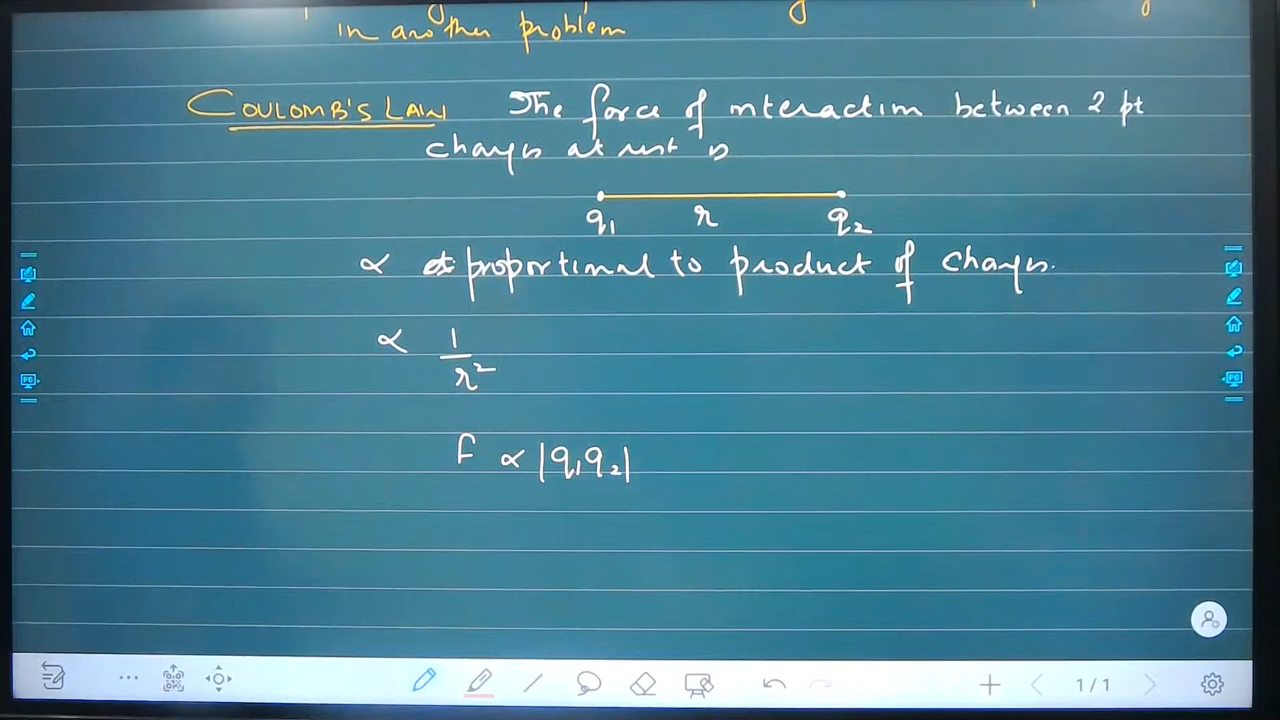 in another problem
COULOMB'S LAW The force of interaction between 2 pt
charges at rest is
q₁ r q₂
∝ proportional to product of charges.
∝ 1/r²
F ∝ |q₁q₂|
1/1